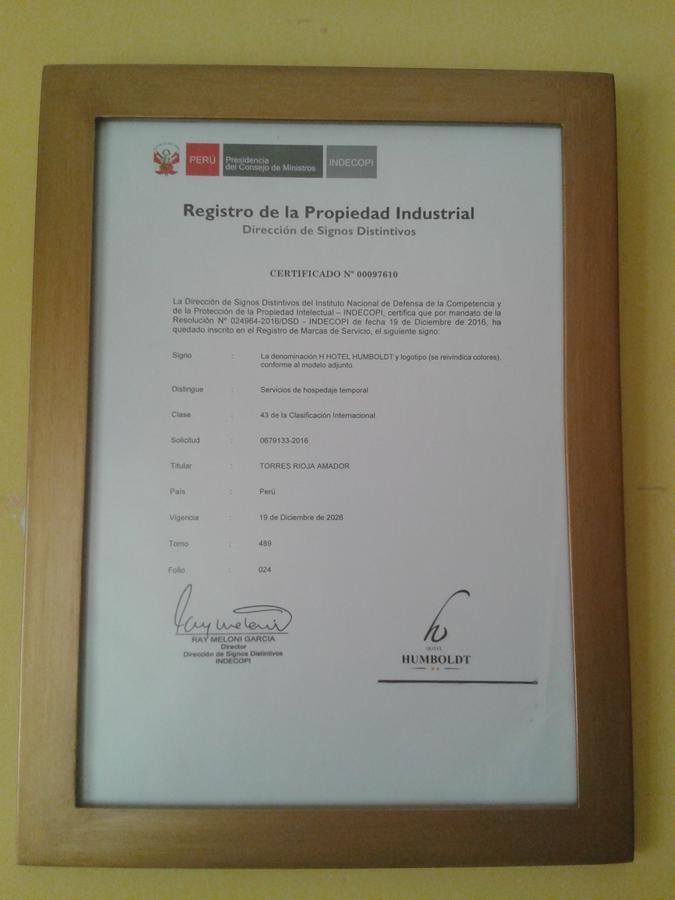 PERÚ
Presidencia
del Consejo de Ministros
INDECOPI
Registro de la Propiedad Industrial
Dirección de Signos Distintivos
CERTIFICADO Nº 00097610
La Dirección de Signos Distintivos del Instituto Nacional de Defensa de la Competencia y
de la Protección de la Propiedad Intelectual – INDECOPI, certifica que por mandato de la
Resolución Nº 024964-2016/DSD - INDECOPI de fecha 19 de Diciembre de 2016, ha
quedado inscrito en el Registro de Marcas de Servicio, el siguiente signo:
Signo : La denominación H HOTEL HUMBOLDT y logotipo (se reivindica colores),
conforme al modelo adjunto.
Distingue : Servicios de hospedaje temporal
Clase : 43 de la Clasificación Internacional.
Solicitud : 0679133-2016
Titular : TORRES RIOJA AMADOR
País : Perú
Vigencia : 19 de Diciembre de 2026
Tomo : 489
Folio : 024
Ray Meloni
RAY MELONI GARCIA
Director
Dirección de Signos Distintivos
INDECOPI
h
HOTEL
HUMBOLDT